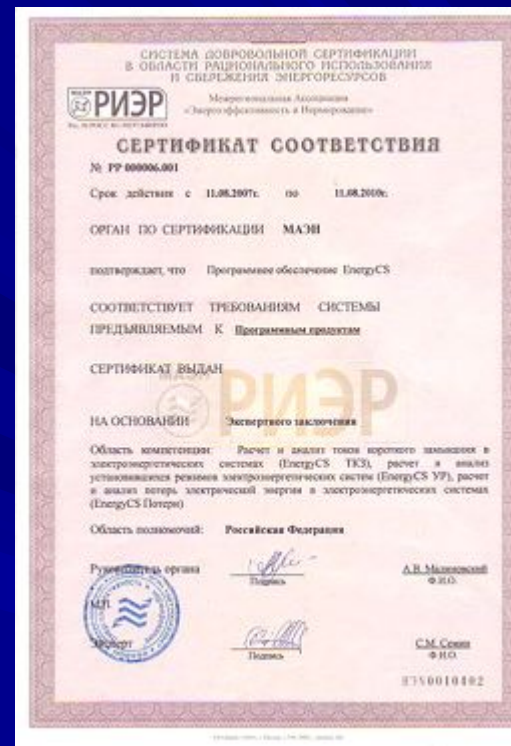 СИСТЕМА ДОБРОВОЛЬНОЙ СЕРТИФИКАЦИИ
В ОБЛАСТИ РАЦИОНАЛЬНОГО ИСПОЛЬЗОВАНИЯ
И СБЕРЕЖЕНИЯ ЭНЕРГОРЕСУРСОВ
РИЭР
Межрегиональная Ассоциация
«Энергоэффективность и Нормирование»
СЕРТИФИКАТ СООТВЕТСТВИЯ
№ РР 000006.001
Срок действия с 11.08.2007г. по 11.08.2010г.
ОРГАН ПО СЕРТИФИКАЦИИ МАЭН
подтверждает, что Программное обеспечение EnergyCS
СООТВЕТСТВУЕТ ТРЕБОВАНИЯМ СИСТЕМЫ
ПРЕДЪЯВЛЯЕМЫМ К Программным продуктам
СЕРТИФИКАТ ВЫДАН
РИЭР
НА ОСНОВАНИИ Экспертного заключения
Область компетенции: Расчет и анализ токов короткого замыкания в
электроэнергетических системах (EnergyCS ТКЗ), расчет и анализ
установившихся режимов электроэнергетических систем (EnergyCS УР), расчет
и анализ потерь электрической энергии в электроэнергетических системах
(EnergyCS Потери)
Область полномочий: Российская Федерация
Руководитель органа
Подпись
А.В. Малиновский
Ф.И.О.
М.П.
Эксперт
Подпись
Ф.И.О.